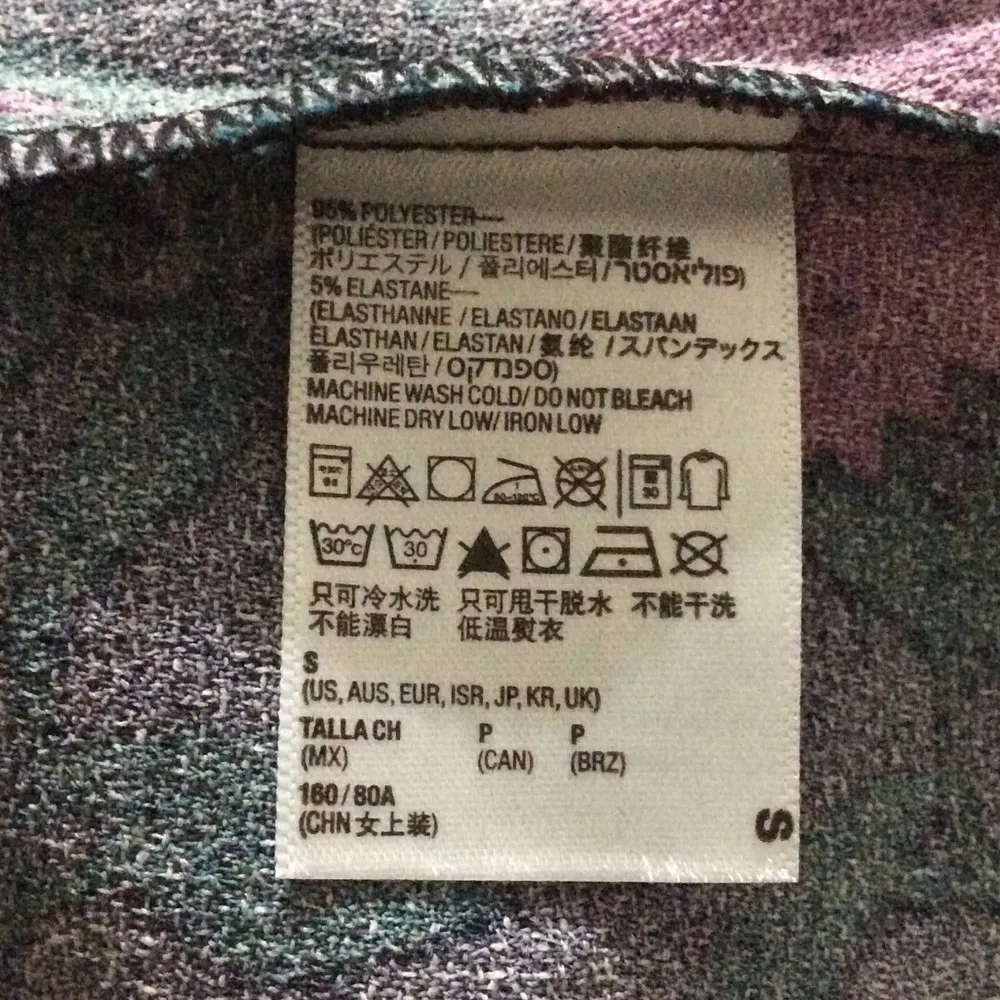 95% POLYESTER—
(POLIÉSTER / POLIESTERE / 聚酯纤维
ポリエステル / 폴리에스터 / פוליאסטר)
5% ELASTANE—
(ELASTHANNE / ELASTANO / ELASTAAN
ELASTHAN / ELASTAN / 氨纶 / スパンデックス
폴리우레탄 / ספנדקס)
MACHINE WASH COLD/ DO NOT BLEACH
MACHINE DRY LOW/ IRON LOW
30
30°c 30
只可冷水洗 只可甩干脱水 不能干洗
不能漂白 低温熨衣
S
(US, AUS, EUR, ISR, JP, KR, UK)
TALLA CH P P
(MX) (CAN) (BRZ)
160 / 80A
(CHN 女上装)
S